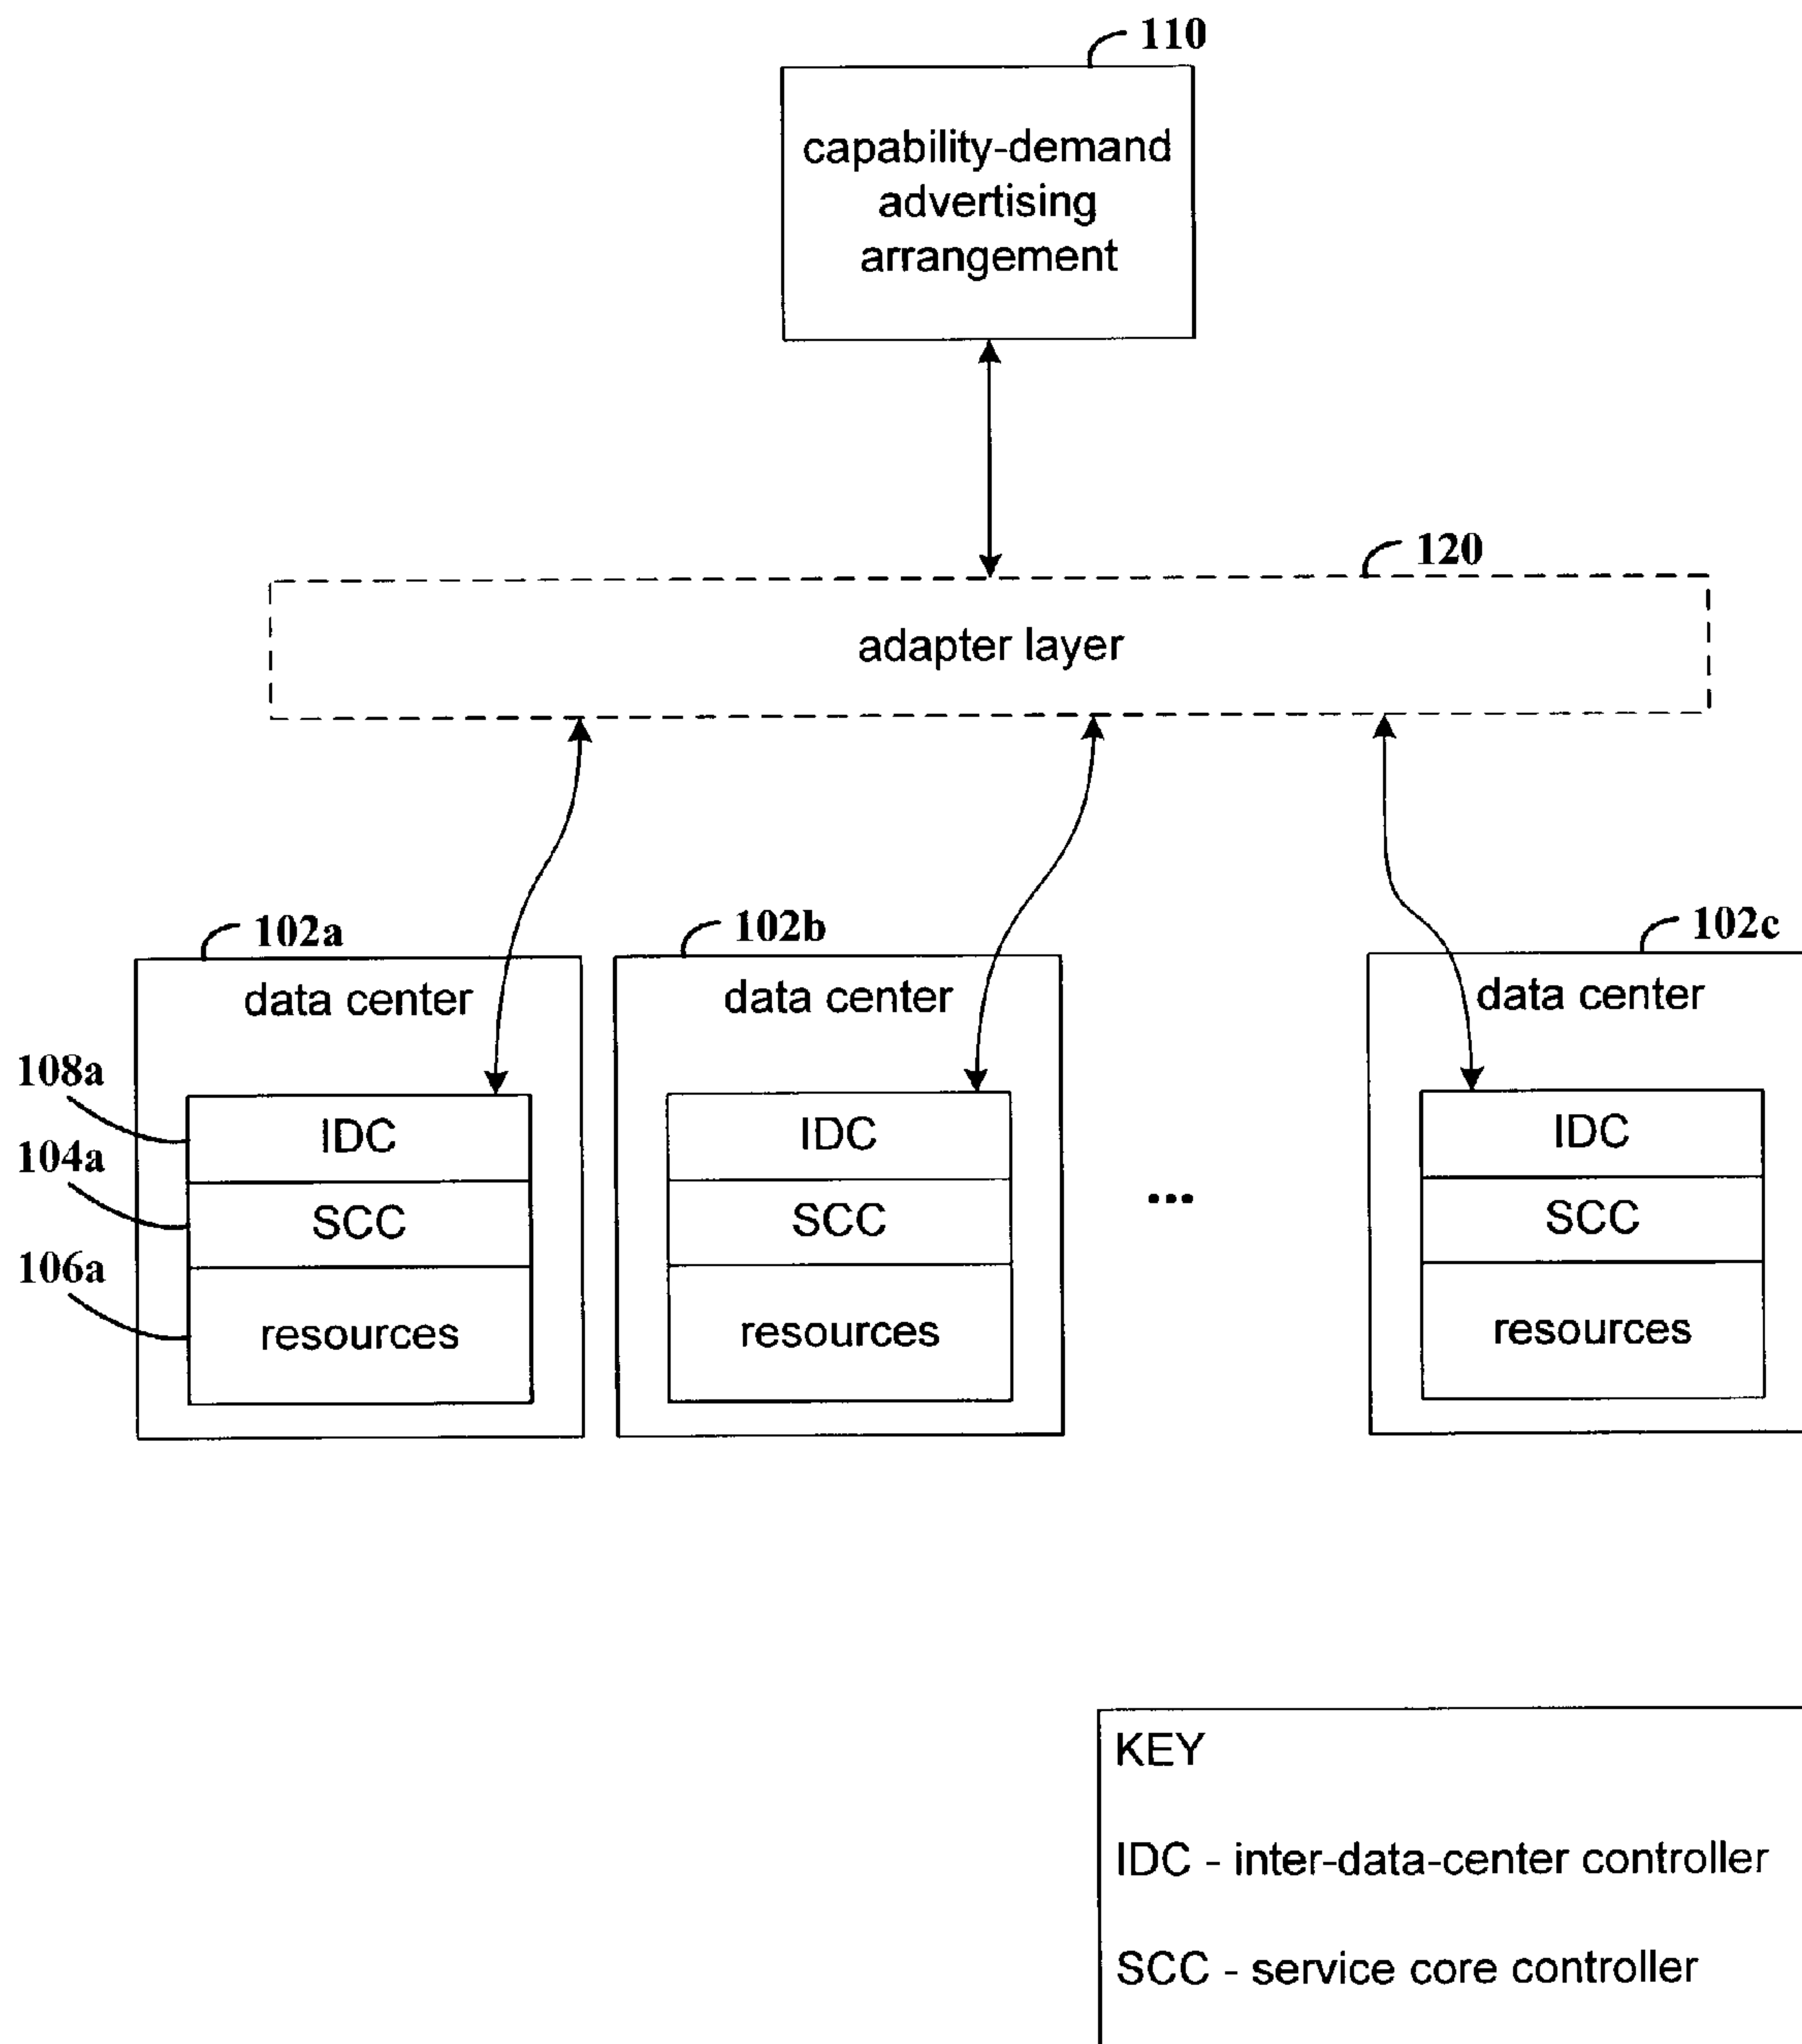 110
capability-demand
advertising
arrangement
120
adapter layer
102a
102b
102c
data center
data center
data center
108a
IDC
IDC
IDC
104a
SCC
SCC
...
SCC
106a
resources
resources
resources
KEY
IDC - inter-data-center controller
SCC - service core controller